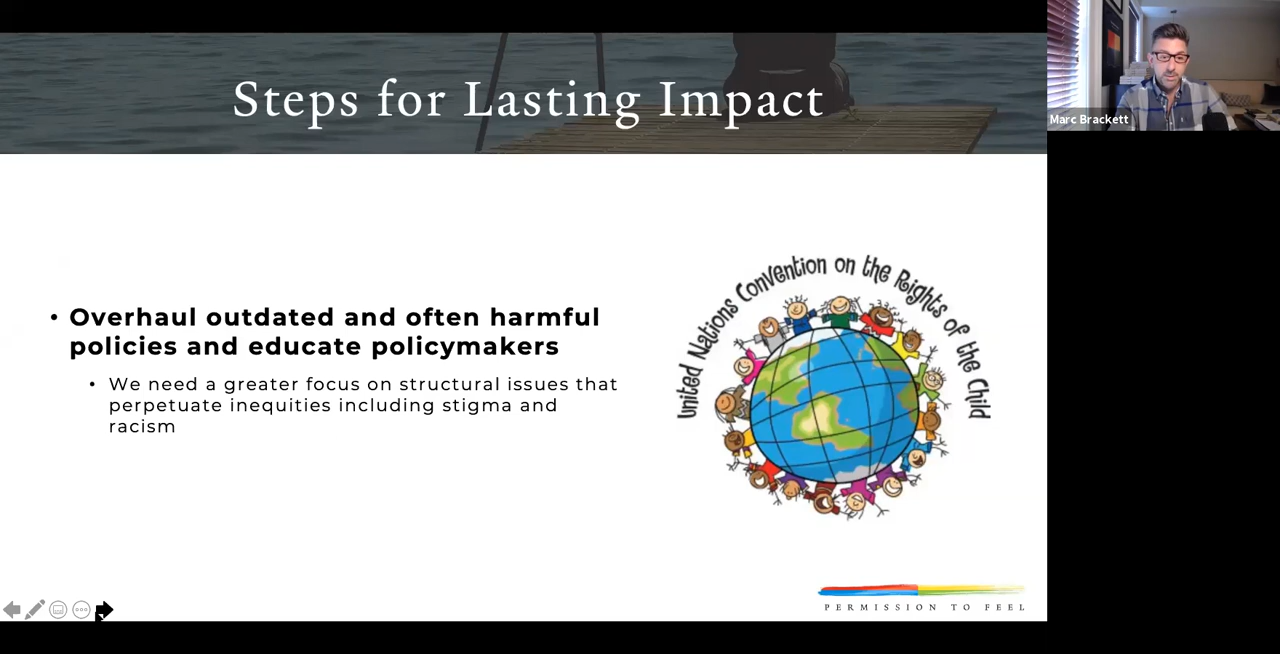 Steps for Lasting Impact
Marc Brackett
United Nations Convention on the Rights of the Child
• Overhaul outdated and often harmful
policies and educate policymakers
• We need a greater focus on structural issues that
perpetuate inequities including stigma and
racism
PERMISSION TO FEEL